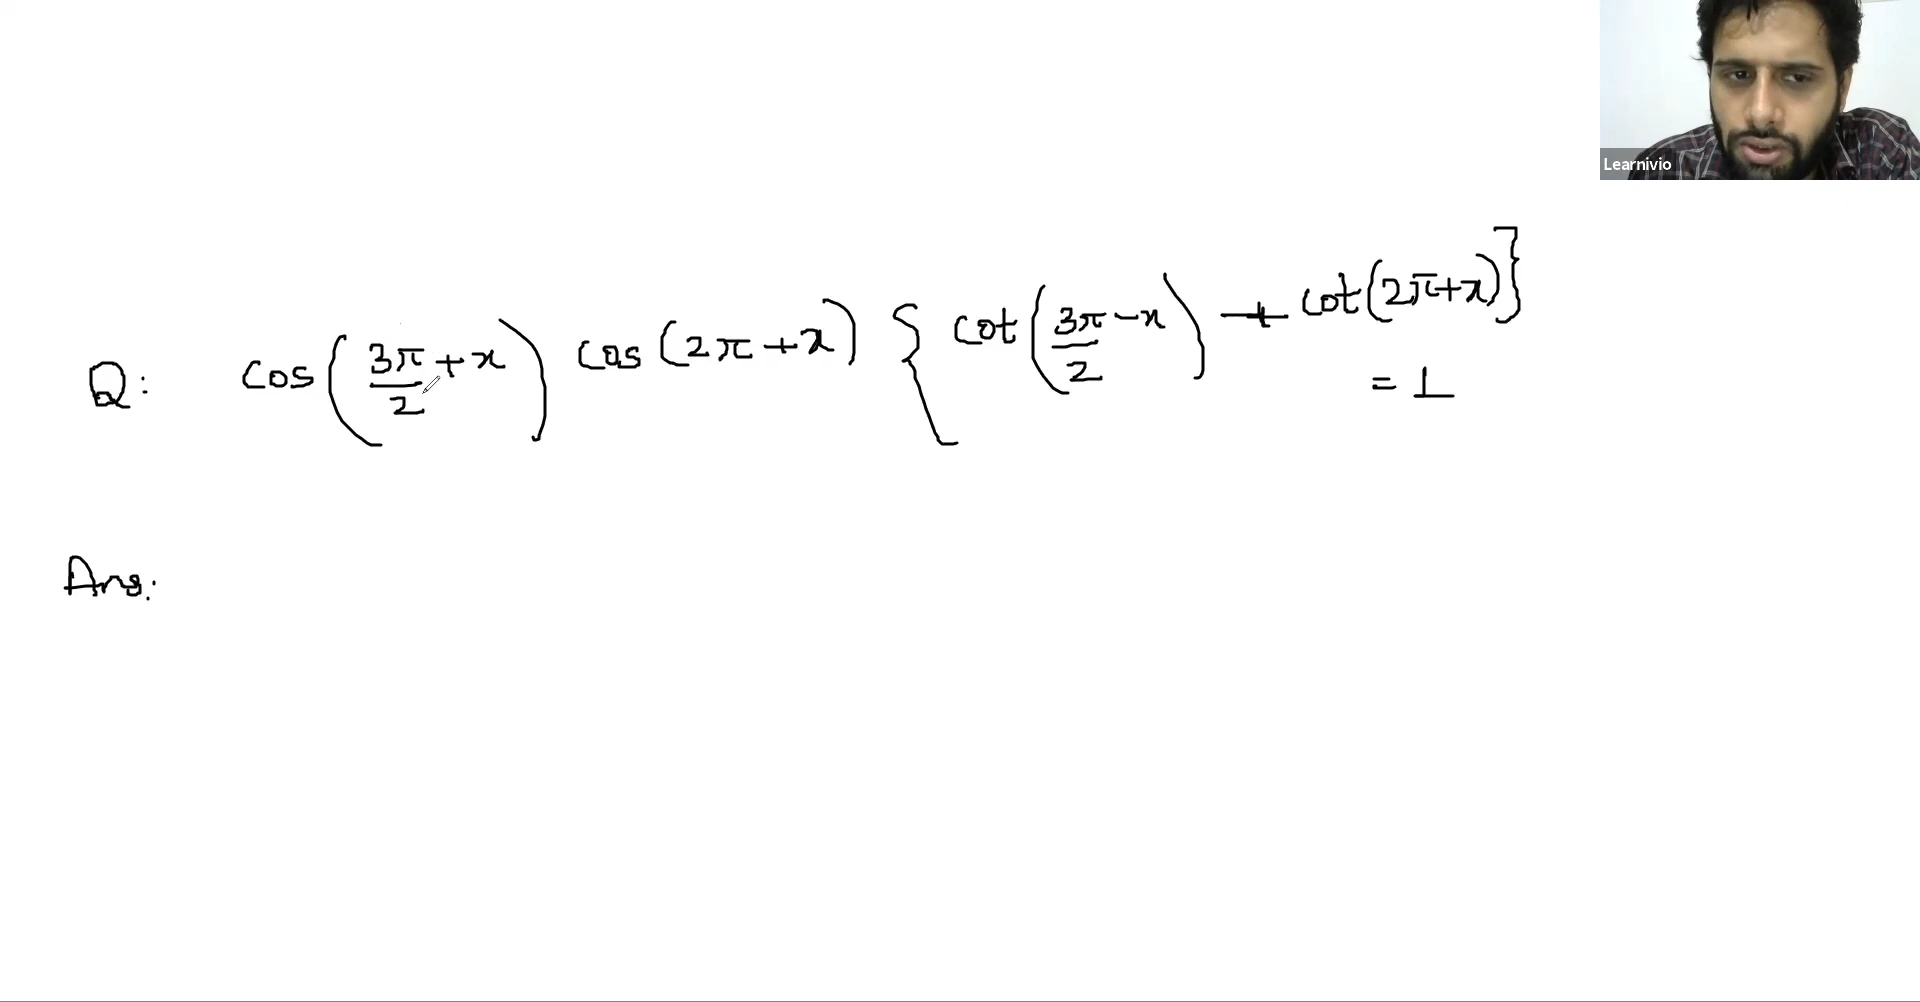 Learnivio
Q: cos(3π/2 + x) cos(2π + x) { cot(3π/2 - x) + cot(2π + x) }
= 1
Ans: